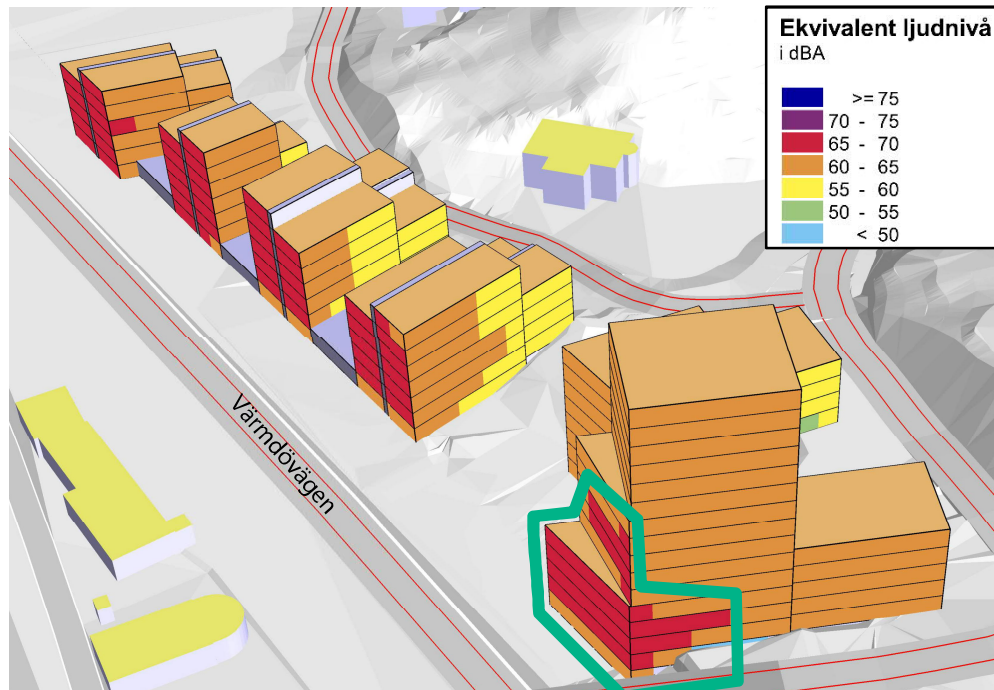 Ekvivalent ljudnivå
i dBA
>= 75
70 - 75
65 - 70
60 - 65
55 - 60
50 - 55
< 50
Värmdövägen